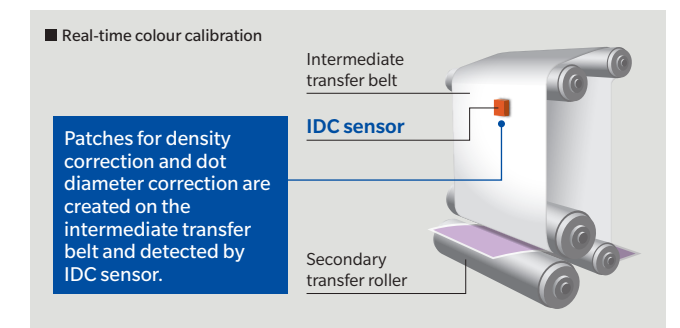 Real-time colour calibration
Intermediate
transfer belt
IDC sensor
Patches for density
correction and dot
diameter correction are
created on the
intermediate transfer
belt and detected by
IDC sensor.
Secondary
transfer roller